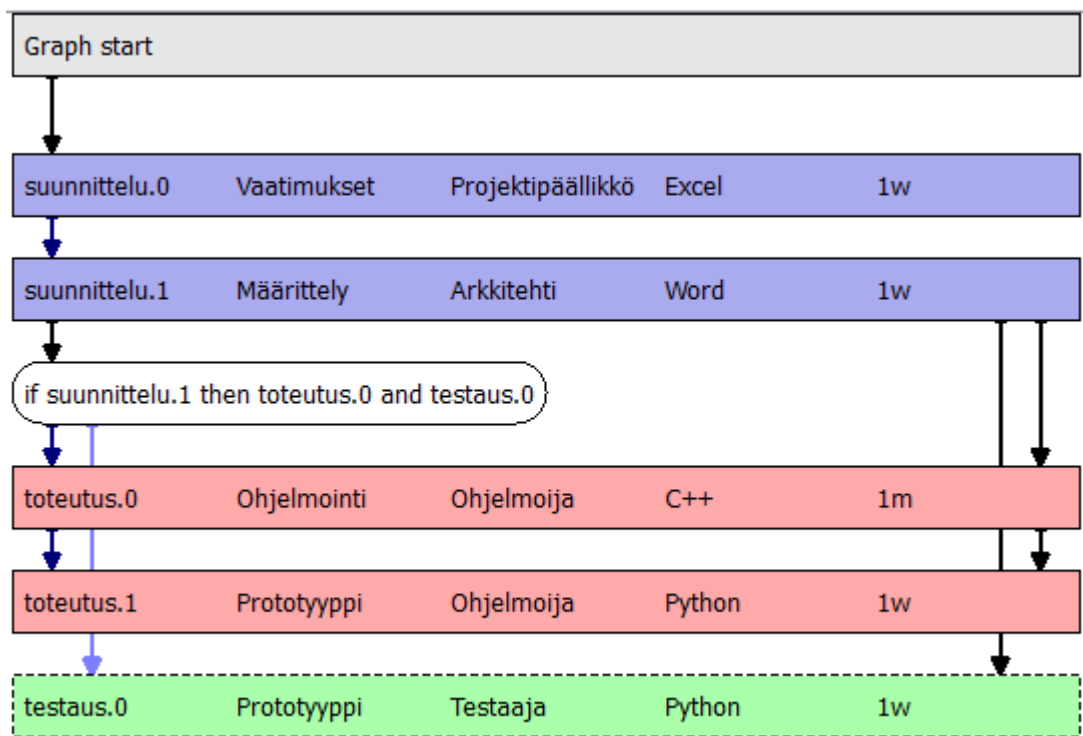 Graph start
suunnittelu.0 Vaatimukset Projektipäällikkö Excel 1w
suunnittelu.1 Määrittely Arkkitehti Word 1w
if suunnittelu.1 then toteutus.0 and testaus.0
toteutus.0 Ohjelmointi Ohjelmoija C++ 1m
toteutus.1 Prototyyppi Ohjelmoija Python 1w
testaus.0 Prototyyppi Testaaja Python 1w